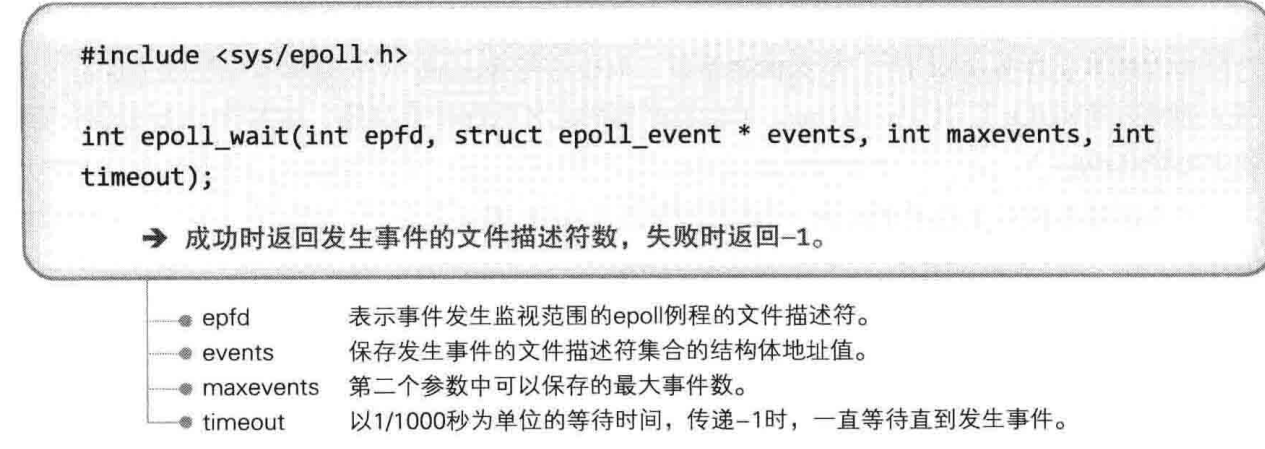 #include <sys/epoll.h>
int epoll_wait(int epfd, struct epoll_event * events, int maxevents, int
timeout);
➔ 成功时返回发生事件的文件描述符数，失败时返回–1。
epfd 表示事件发生监视范围的epoll例程的文件描述符。
events 保存发生事件的文件描述符集合的结构体地址值。
maxevents 第二个参数中可以保存的最大事件数。
timeout 以1/1000秒为单位的等待时间，传递–1时，一直等待直到发生事件。